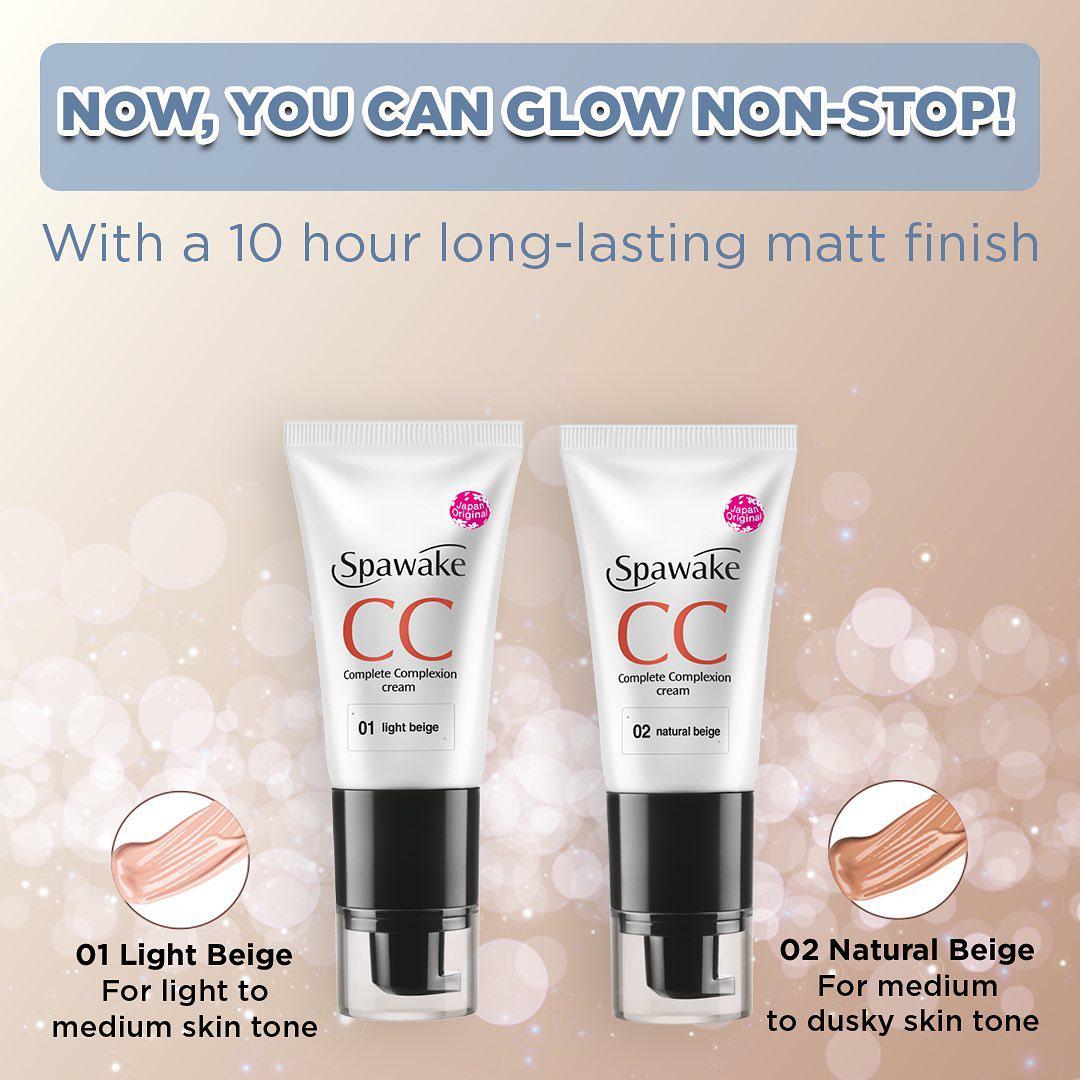 NOW, YOU CAN GLOW NON-STOP!
With a 10 hour long-lasting matt finish
Japan
Original
Spawake
CC
Complete Complexion
cream
01 light beige
Japan
Original
Spawake
CC
Complete Complexion
cream
02 natural beige
01 Light Beige
For light to
medium skin tone
02 Natural Beige
For medium
to dusky skin tone